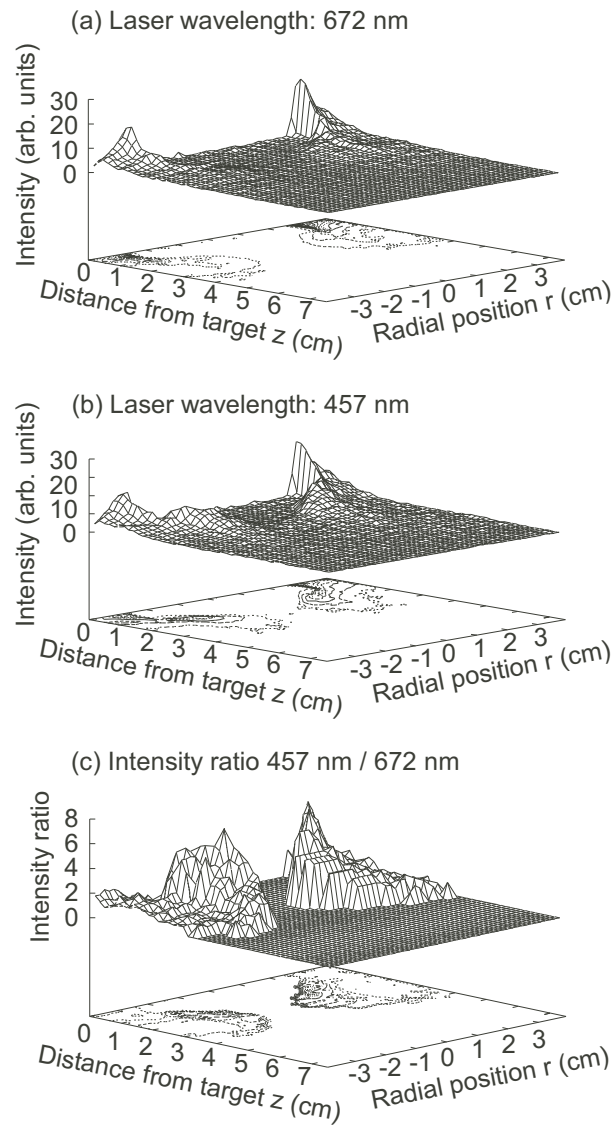 (a) Laser wavelength: 672 nm
Intensity (arb. units)
30
20
10
0
0 1 2 3 4 5 6 7
Distance from target z (cm)
-3 -2 -1 0 1 2 3
Radial position r (cm)
(b) Laser wavelength: 457 nm
Intensity (arb. units)
30
20
10
0
0 1 2 3 4 5 6 7
Distance from target z (cm)
-3 -2 -1 0 1 2 3
Radial position r (cm)
(c) Intensity ratio 457 nm / 672 nm
Intensity ratio
8
6
4
2
0
0 1 2 3 4 5 6 7
Distance from target z (cm)
-3 -2 -1 0 1 2 3
Radial position r (cm)